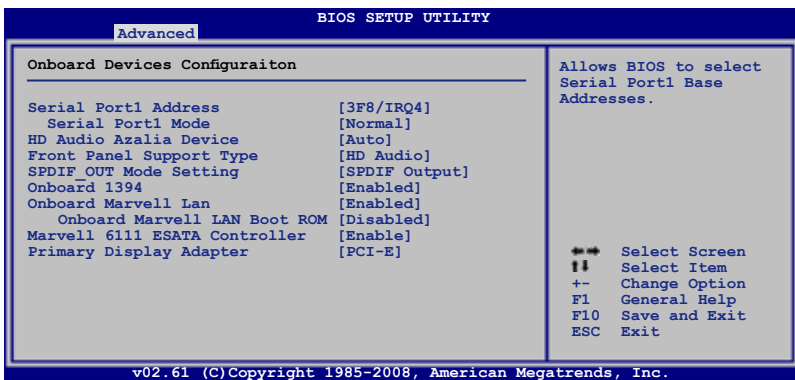 BIOS SETUP UTILITY
Advanced
Onboard Devices Configuraiton
Serial Port1 Address [3F8/IRQ4]
Serial Port1 Mode [Normal]
HD Audio Azalia Device [Auto]
Front Panel Support Type [HD Audio]
SPDIF_OUT Mode Setting [SPDIF Output]
Onboard 1394 [Enabled]
Onboard Marvell Lan [Enabled]
Onboard Marvell LAN Boot ROM [Disabled]
Marvell 6111 ESATA Controller [Enable]
Primary Display Adapter [PCI-E]
Allows BIOS to select
Serial Port1 Base
Addresses.
←→ Select Screen
↑↓ Select Item
+- Change Option
F1 General Help
F10 Save and Exit
ESC Exit
v02.61 (C)Copyright 1985-2008, American Megatrends, Inc.